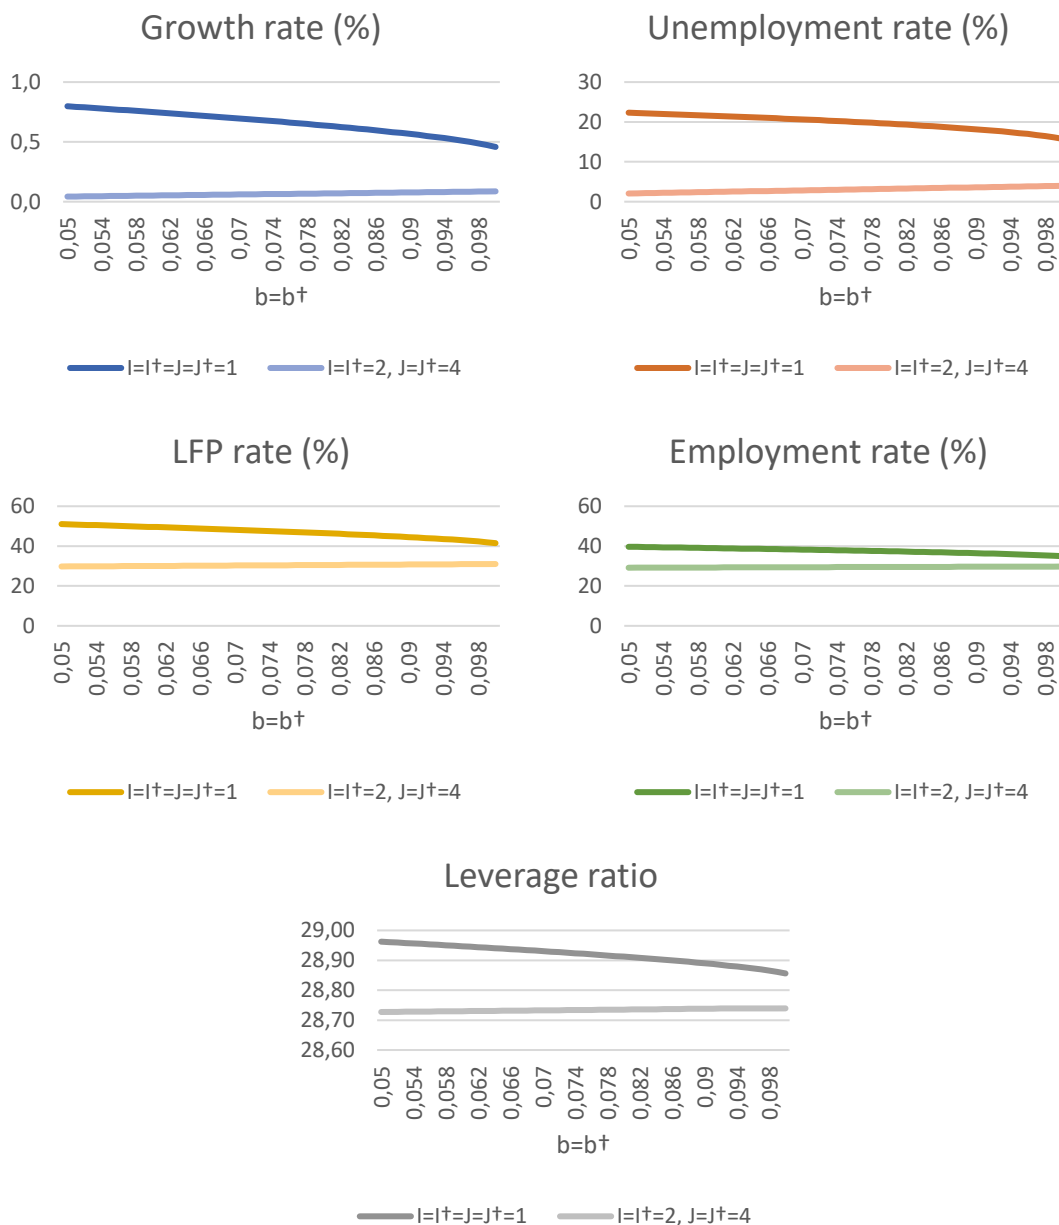 Growth rate (%)
1,0
0,5
0,0
0,05 0,054 0,058 0,062 0,066 0,07 0,074 0,078 0,082 0,086 0,09 0,094 0,098
b=b†
I=I†=J=J†=1 I=I†=2, J=J†=4
Unemployment rate (%)
30
20
10
0
0,05 0,054 0,058 0,062 0,066 0,07 0,074 0,078 0,082 0,086 0,09 0,094 0,098
b=b†
I=I†=J=J†=1 I=I†=2, J=J†=4
LFP rate (%)
60
40
20
0
0,05 0,054 0,058 0,062 0,066 0,07 0,074 0,078 0,082 0,086 0,09 0,094 0,098
b=b†
I=I†=J=J†=1 I=I†=2, J=J†=4
Employment rate (%)
60
40
20
0
0,05 0,054 0,058 0,062 0,066 0,07 0,074 0,078 0,082 0,086 0,09 0,094 0,098
b=b†
I=I†=J=J†=1 I=I†=2, J=J†=4
Leverage ratio
29,00
28,90
28,80
28,70
28,60
0,05 0,054 0,058 0,062 0,066 0,07 0,074 0,078 0,082 0,086 0,09 0,094 0,098
b=b†
I=I†=J=J†=1 I=I†=2, J=J†=4